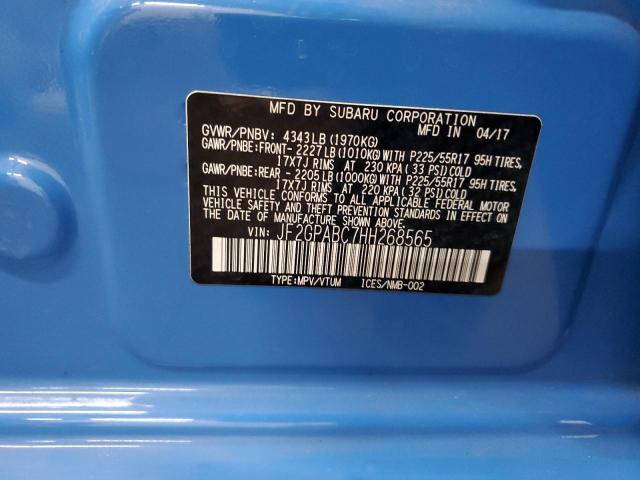 MFD BY SUBARU CORPORATION
GVWR/PNBV: 4343LB(1970KG) MFD IN 04/17
GAWR/PNBE:FRONT- 2227LB(1010KG)WITH P225/55R17 95H TIRES,
17X7J RIMS AT 230 KPA(33 PSI)COLD
GAWR/PNBE:REAR - 2205LB(1000KG)WITH P225/55R17 95H TIRES,
17X7J RIMS AT 220 KPA(32 PSI)COLD
THIS VEHICLE CONFORMS TO ALL APPLICABLE FEDERAL MOTOR
VEHICLE SAFETY AND THEFT PREVENTION STANDARDS IN EFFECT ON
THE DATE OF MANUFACTURE SHOWN ABOVE.
VIN: JF2GPABC7HH268565
TYPE:MPV/VTUM ICES/NMB-002